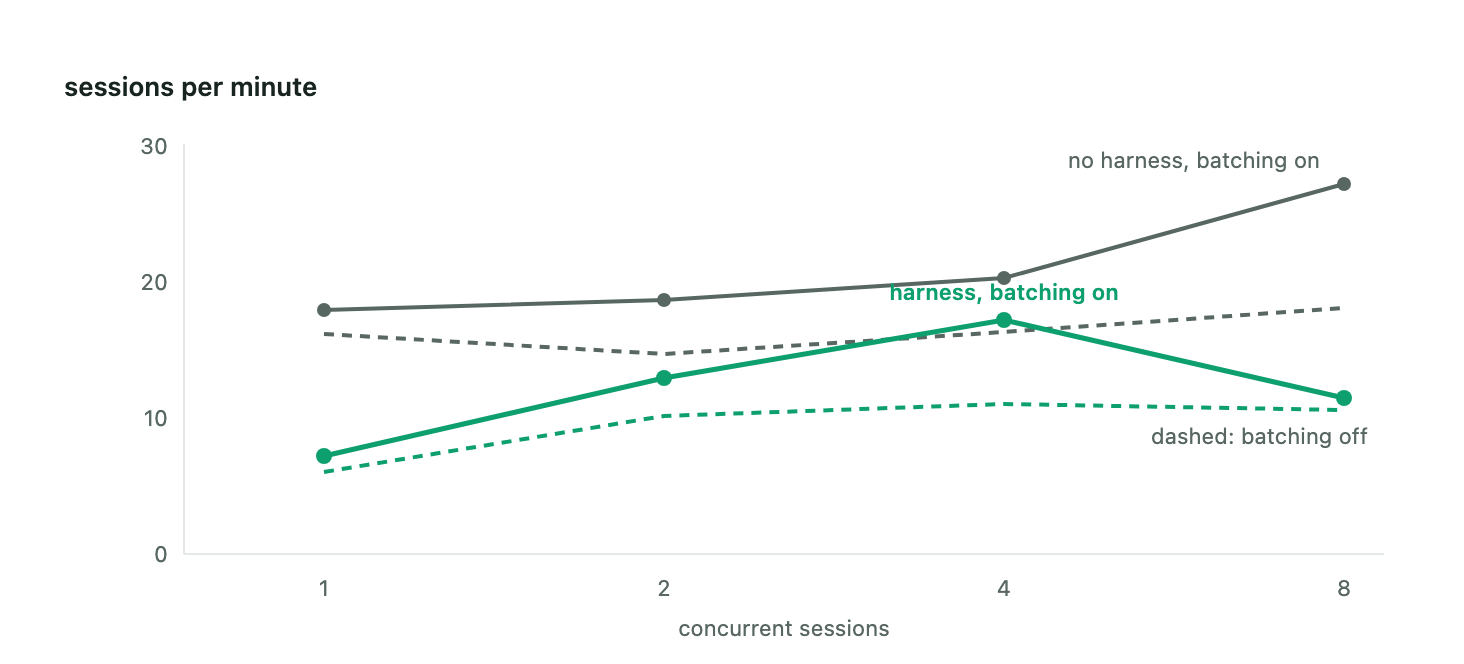 sessions per minute
30
no harness, batching on
20
harness, batching on
10
dashed: batching off
0
1 2 4 8
concurrent sessions